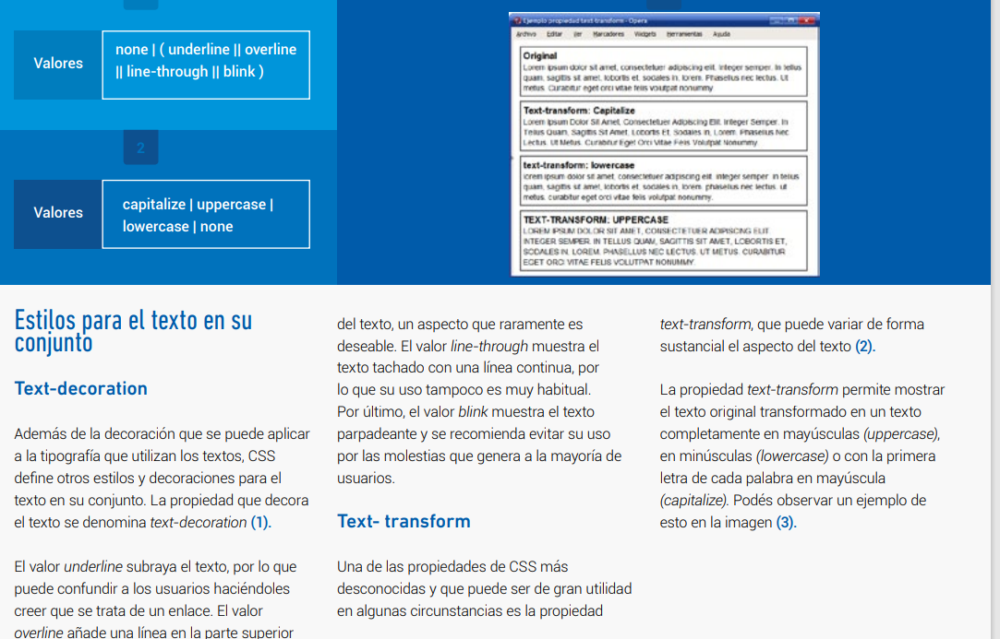 Valores
none | ( underline || overline
|| line-through || blink )
2
Valores
capitalize | uppercase |
lowercase | none
Ejemplo propiedad text-transform - Opera
Archivo Editar Ver Marcadores Widgets Herramientas Ayuda
Original
Lorem ipsum dolor sit amet, consectetuer adipiscing elit. Integer semper. In tellus
quam, sagittis sit amet, lobortis et, sodales in, lorem. Phasellus nec lectus. Ut
metus. Curabitur eget orci vitae felis volutpat nonummy.
Text-transform: Capitalize
Lorem Ipsum Dolor Sit Amet, Consectetuer Adipiscing Elit. Integer Semper. In
Tellus Quam, Sagittis Sit Amet, Lobortis Et, Sodales In, Lorem. Phasellus Nec
Lectus. Ut Metus. Curabitur Eget Orci Vitae Felis Volutpat Nonummy.
text-transform: lowercase
lorem ipsum dolor sit amet, consectetuer adipiscing elit. integer semper. in tellus
quam, sagittis sit amet, lobortis et, sodales in, lorem. phasellus nec lectus. ut
metus. curabitur eget orci vitae felis volutpat nonummy.
TEXT-TRANSFORM: UPPERCASE
LOREM IPSUM DOLOR SIT AMET, CONSECTETUER ADIPISCING ELIT.
INTEGER SEMPER. IN TELLUS QUAM, SAGITTIS SIT AMET, LOBORTIS ET,
SODALES IN, LOREM. PHASELLUS NEC LECTUS. UT METUS. CURABITUR
EGET ORCI VITAE FELIS VOLUTPAT NONUMMY.
Estilos para el texto en su
conjunto
Text-decoration
Además de la decoración que se puede aplicar
a la tipografía que utilizan los textos, CSS
define otros estilos y decoraciones para el
texto en su conjunto. La propiedad que decora
el texto se denomina text-decoration (1).
El valor underline subraya el texto, por lo que
puede confundir a los usuarios haciéndoles
creer que se trata de un enlace. El valor
overline añade una línea en la parte superior
del texto, un aspecto que raramente es
deseable. El valor line-through muestra el
texto tachado con una línea continua, por
lo que su uso tampoco es muy habitual.
Por último, el valor blink muestra el texto
parpadeante y se recomienda evitar su uso
por las molestias que genera a la mayoría de
usuarios.
Text- transform
Una de las propiedades de CSS más
desconocidas y que puede ser de gran utilidad
en algunas circunstancias es la propiedad
text-transform, que puede variar de forma
sustancial el aspecto del texto (2).
La propiedad text-transform permite mostrar
el texto original transformado en un texto
completamente en mayúsculas (uppercase),
en minúsculas (lowercase) o con la primera
letra de cada palabra en mayúscula
(capitalize). Podés observar un ejemplo de
esto en la imagen (3).